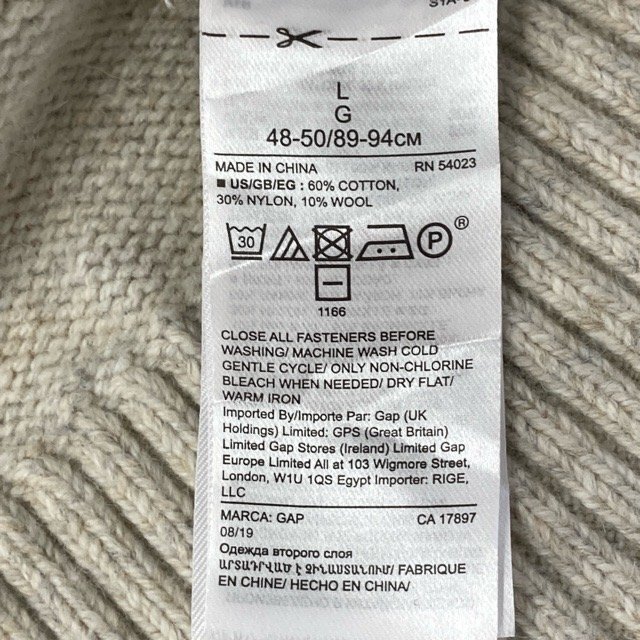 L
G
48-50/89-94СМ
MADE IN CHINA RN 54023
■ US/GB/EG : 60% COTTON,
30% NYLON, 10% WOOL
30 P ®
1166
CLOSE ALL FASTENERS BEFORE
WASHING/ MACHINE WASH COLD
GENTLE CYCLE/ ONLY NON-CHLORINE
BLEACH WHEN NEEDED/ DRY FLAT/
WARM IRON
Imported By/Importe Par: Gap (UK
Holdings) Limited: GPS (Great Britain)
Limited Gap Stores (Ireland) Limited Gap
Europe Limited All at 103 Wigmore Street,
London, W1U 1QS Egypt Importer: RIGE,
LLC
MARCA: GAP CA 17897
08/19
Одежда второго слоя
ԱՐՏԱԴՐՎԱԾ Է ՉԻՆԱՍՏԱՆՈՒՄ/ FABRIQUE
EN CHINE/ HECHO EN CHINA/